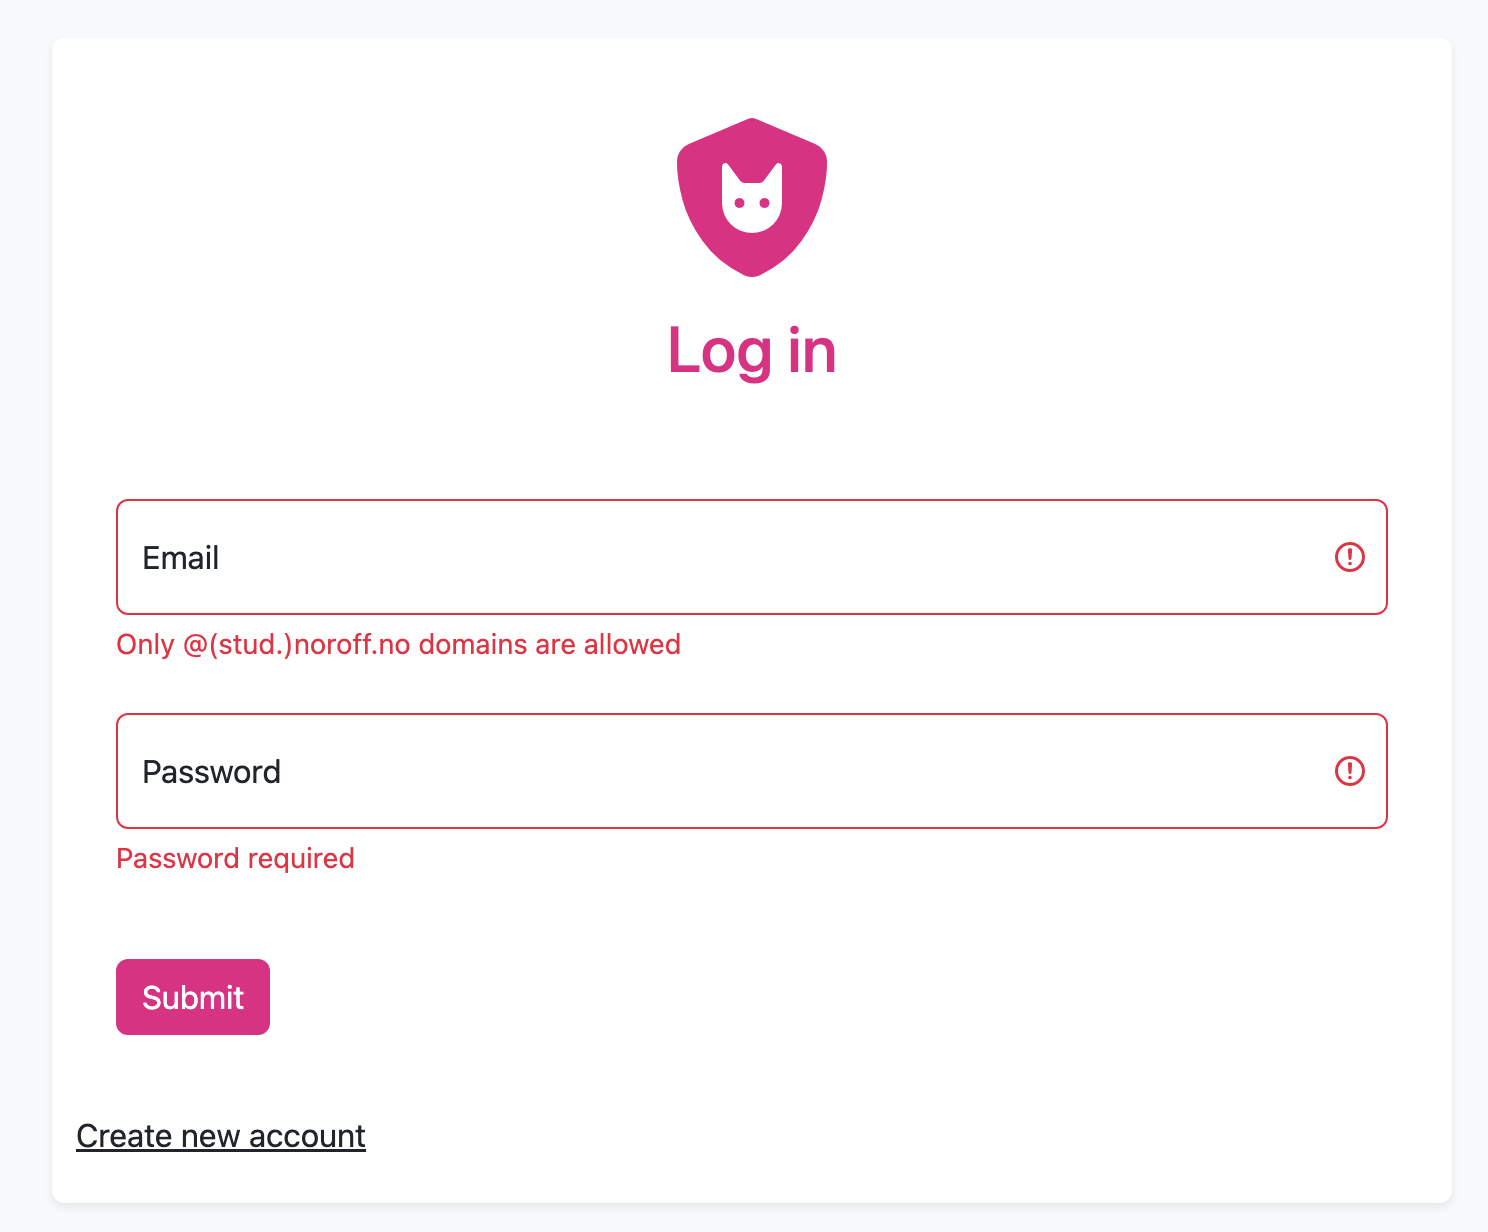 Log in
Email
Only @(stud.)noroff.no domains are allowed
Password
Password required
Submit
Create new account